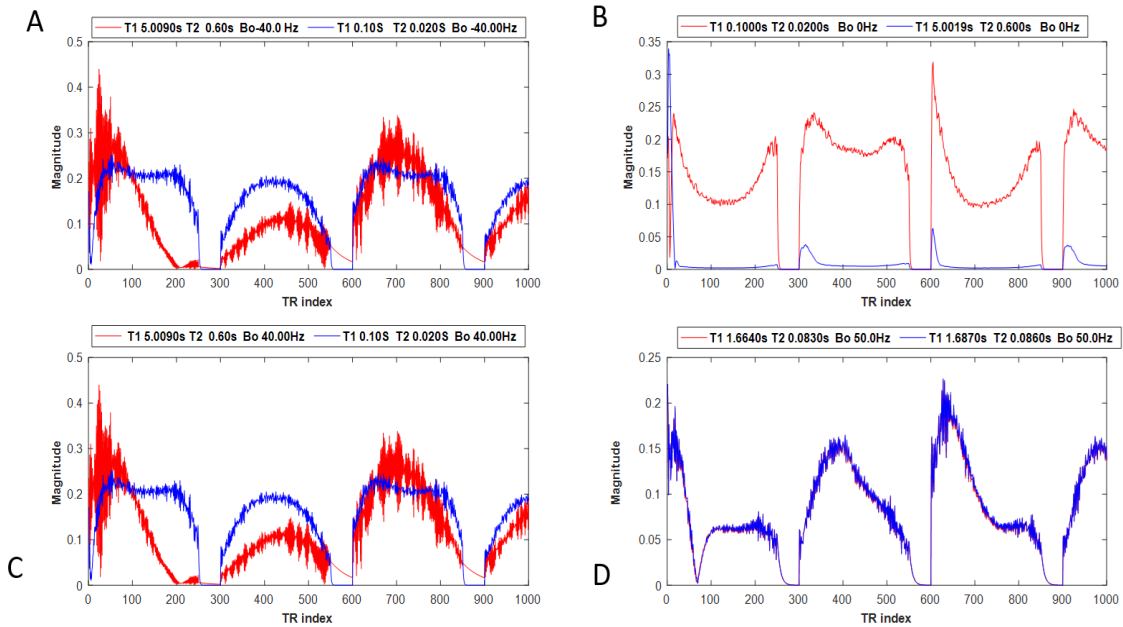 A
T1 5.0090s T2 0.60s Bo-40.0 Hz T1 0.10S T2 0.020S Bo -40.00Hz
0.5
0.4
0.3
0.2
0.1
0
Magnitude
0 100 200 300 400 500 600 700 800 900 1000
TR index
B
T1 0.1000s T2 0.0200s Bo 0Hz T1 5.0019s T2 0.600s Bo 0Hz
0.35
0.3
0.25
0.2
0.15
0.1
0.05
0
Magnitude
0 100 200 300 400 500 600 700 800 900 1000
TR index
C
T1 5.0090s T2 0.60s Bo 40.00Hz T1 0.10S T2 0.020S Bo 40.00Hz
0.5
0.4
0.3
0.2
0.1
0
Magnitude
0 100 200 300 400 500 600 700 800 900 1000
TR index
D
T1 1.6640s T2 0.0830s Bo 50.0Hz T1 1.6870s T2 0.0860s Bo 50.0Hz
0.25
0.2
0.15
0.1
0.05
0
Magnitude
0 100 200 300 400 500 600 700 800 900 1000
TR index